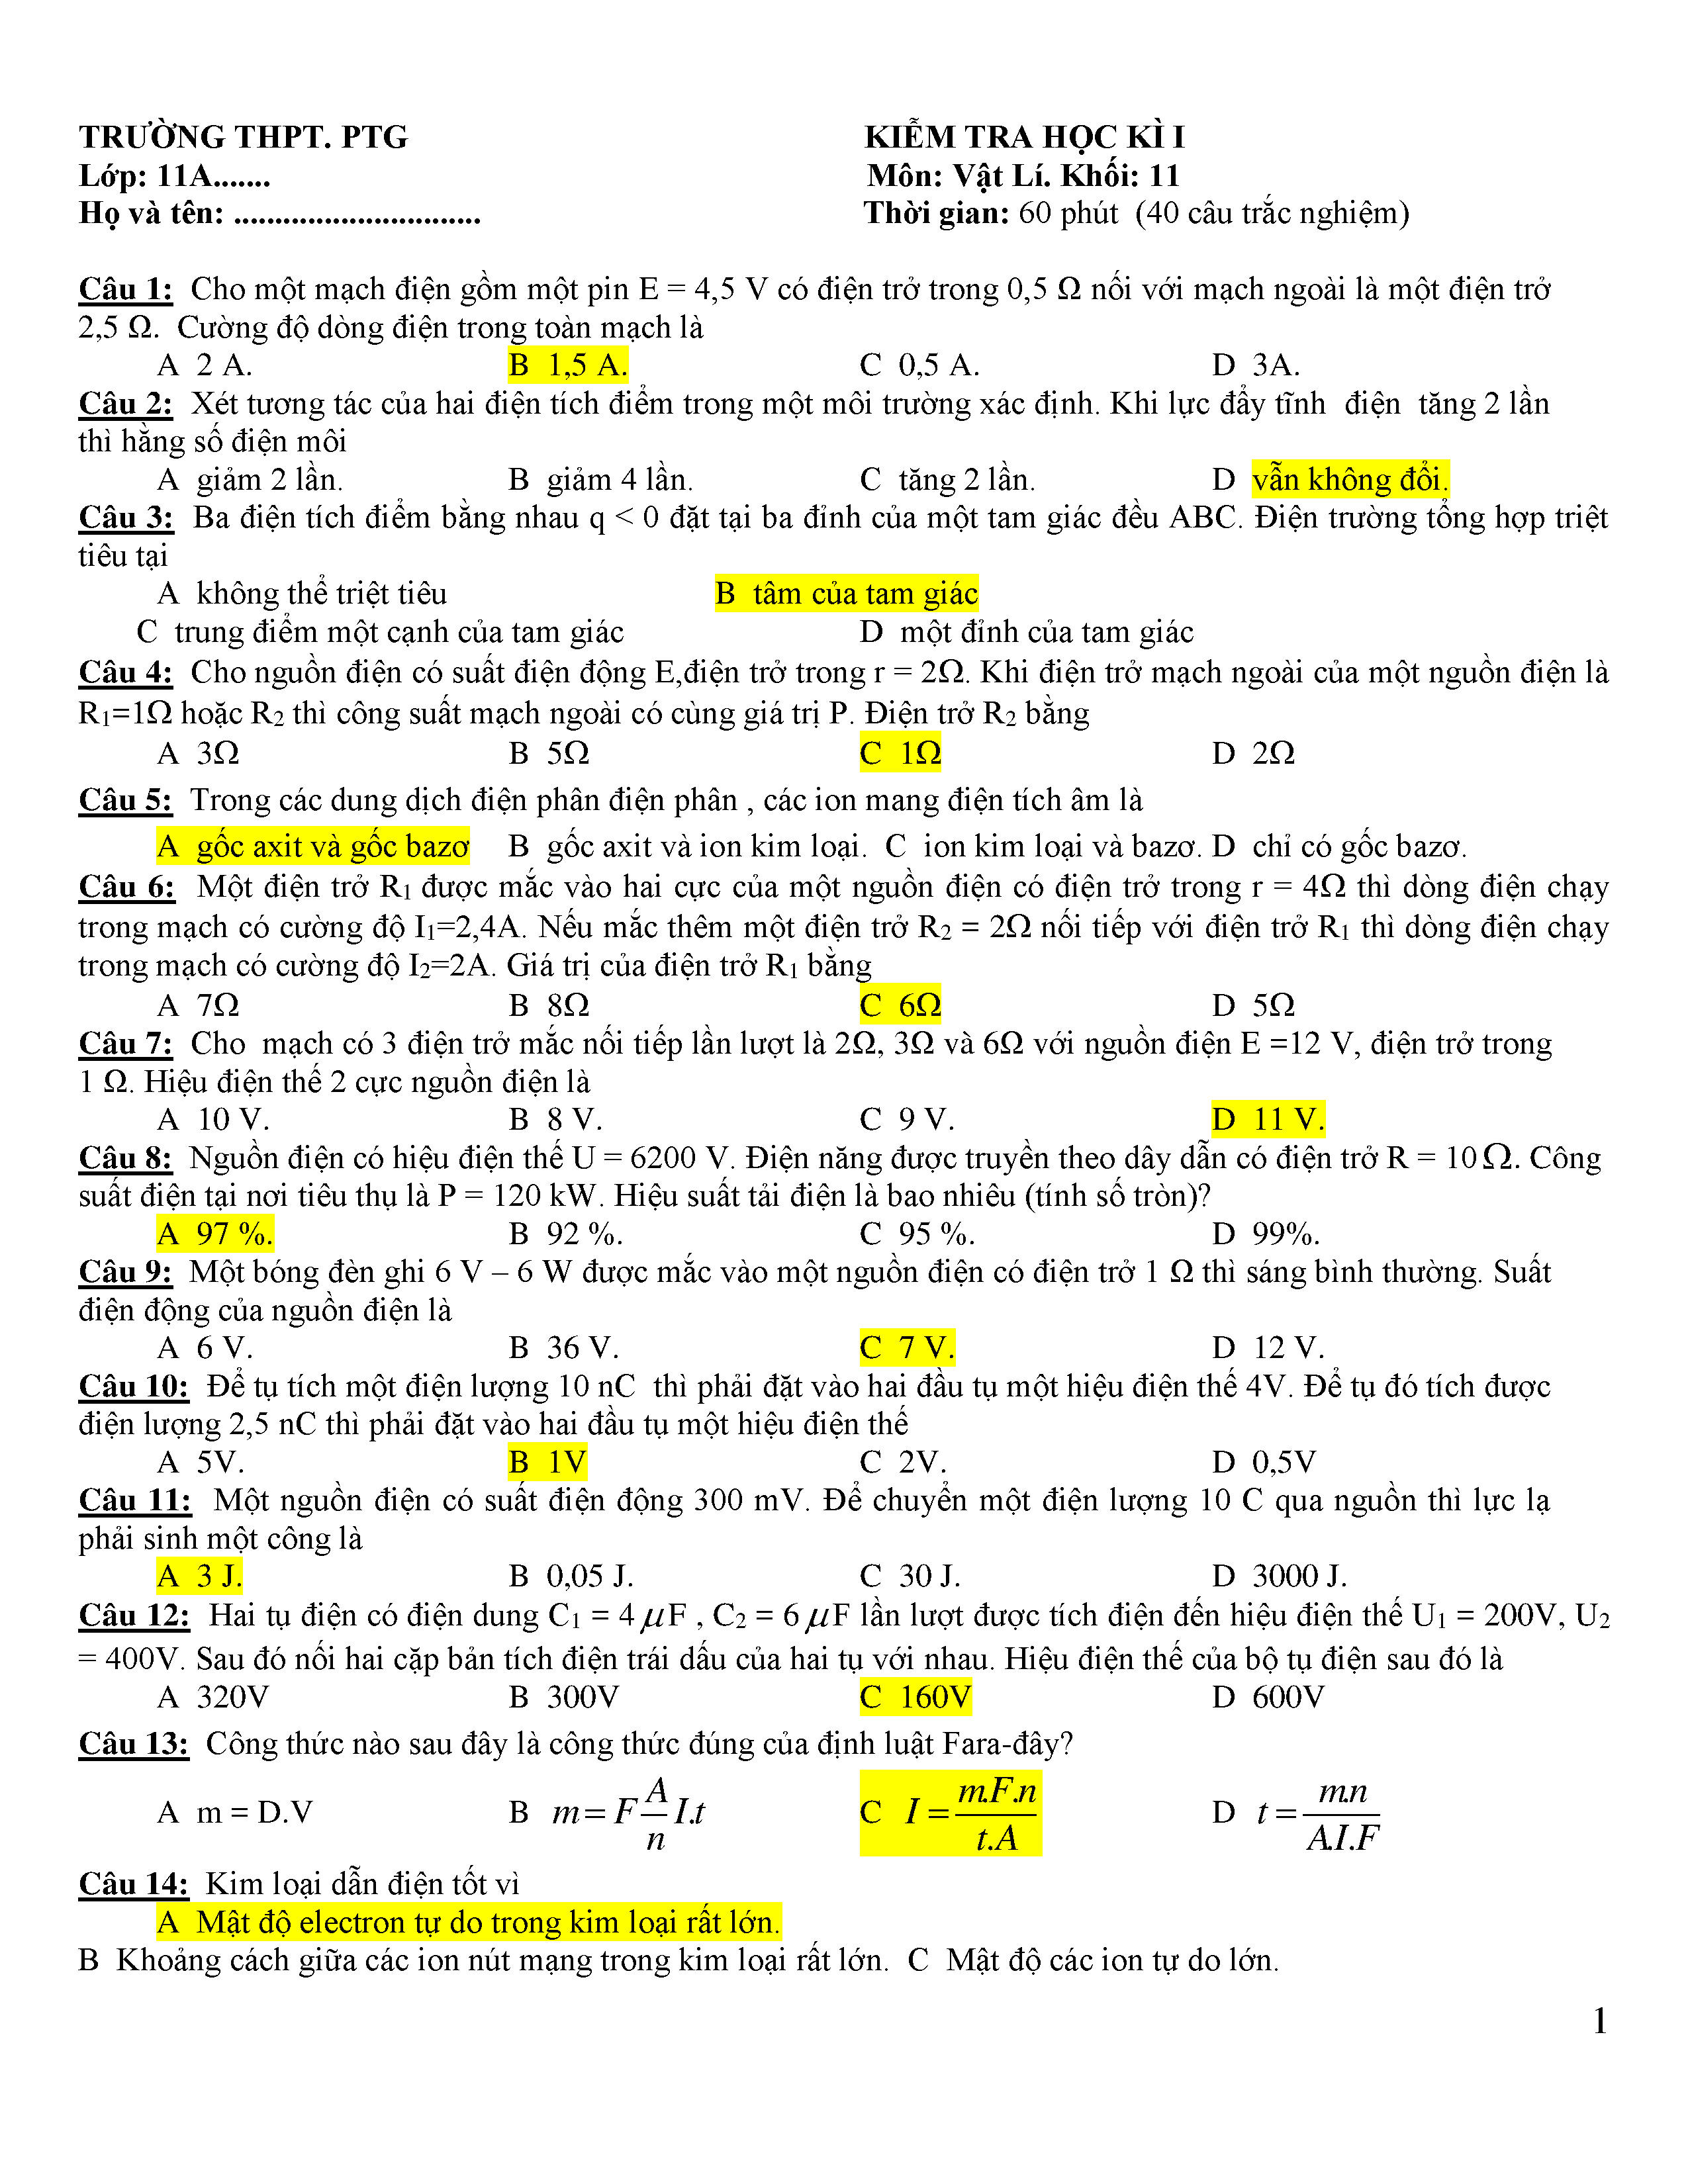 TRƯỜNG THPT. PTG KIỄM TRA HỌC KÌ I
Lớp: 11A....... Môn: Vật Lí. Khối: 11
Họ và tên: .............................. Thời gian: 60 phút (40 câu trắc nghiệm)
Câu 1: Cho một mạch điện gồm một pin E = 4,5 V có điện trở trong 0,5 Ω nối với mạch ngoài là một điện trở
2,5 Ω. Cường độ dòng điện trong toàn mạch là
A 2 A. B 1,5 A. C 0,5 A. D 3A.
Câu 2: Xét tương tác của hai điện tích điểm trong một môi trường xác định. Khi lực đẩy tĩnh điện tăng 2 lần
thì hằng số điện môi
A giảm 2 lần. B giảm 4 lần. C tăng 2 lần. D vẫn không đổi.
Câu 3: Ba điện tích điểm bằng nhau q < 0 đặt tại ba đỉnh của một tam giác đều ABC. Điện trường tổng hợp triệt
tiêu tại
A không thể triệt tiêu B tâm của tam giác
C trung điểm một cạnh của tam giác D một đỉnh của tam giác
Câu 4: Cho nguồn điện có suất điện động E,điện trở trong r = 2Ω. Khi điện trở mạch ngoài của một nguồn điện là
R1=1Ω hoặc R2 thì công suất mạch ngoài có cùng giá trị P. Điện trở R2 bằng
A 3Ω B 5Ω C 1Ω D 2Ω
Câu 5: Trong các dung dịch điện phân điện phân , các ion mang điện tích âm là
A gốc axit và gốc bazơ B gốc axit và ion kim loại. C ion kim loại và bazơ. D chỉ có gốc bazơ.
Câu 6: Một điện trở R1 được mắc vào hai cực của một nguồn điện có điện trở trong r = 4Ω thì dòng điện chạy
trong mạch có cường độ I1=2,4A. Nếu mắc thêm một điện trở R2 = 2Ω nối tiếp với điện trở R1 thì dòng điện chạy
trong mạch có cường độ I2=2A. Giá trị của điện trở R1 bằng
A 7Ω B 8Ω C 6Ω D 5Ω
Câu 7: Cho mạch có 3 điện trở mắc nối tiếp lần lượt là 2Ω, 3Ω và 6Ω với nguồn điện E =12 V, điện trở trong
1 Ω. Hiệu điện thế 2 cực nguồn điện là
A 10 V. B 8 V. C 9 V. D 11 V.
Câu 8: Nguồn điện có hiệu điện thế U = 6200 V. Điện năng được truyền theo dây dẫn có điện trở R = 10 Ω. Công
suất điện tại nơi tiêu thụ là P = 120 kW. Hiệu suất tải điện là bao nhiêu (tính số tròn)?
A 97 %. B 92 %. C 95 %. D 99%.
Câu 9: Một bóng đèn ghi 6 V – 6 W được mắc vào một nguồn điện có điện trở 1 Ω thì sáng bình thường. Suất
điện động của nguồn điện là
A 6 V. B 36 V. C 7 V. D 12 V.
Câu 10: Để tụ tích một điện lượng 10 nC thì phải đặt vào hai đầu tụ một hiệu điện thế 4V. Để tụ đó tích được
điện lượng 2,5 nC thì phải đặt vào hai đầu tụ một hiệu điện thế
A 5V. B 1V C 2V. D 0,5V
Câu 11: Một nguồn điện có suất điện động 300 mV. Để chuyển một điện lượng 10 C qua nguồn thì lực lạ
phải sinh một công là
A 3 J. B 0,05 J. C 30 J. D 3000 J.
Câu 12: Hai tụ điện có điện dung C1 = 4 μF , C2 = 6 μF lần lượt được tích điện đến hiệu điện thế U1 = 200V, U2
= 400V. Sau đó nối hai cặp bản tích điện trái dấu của hai tụ với nhau. Hiệu điện thế của bộ tụ điện sau đó là
A 320V B 300V C 160V D 600V
Câu 13: Công thức nào sau đây là công thức đúng của định luật Fara-đây?
A m = D.V B m = F A/n I.t C I = m.F.n/t.A D t = m.n/A.I.F
Câu 14: Kim loại dẫn điện tốt vì
A Mật độ electron tự do trong kim loại rất lớn.
B Khoảng cách giữa các ion nút mạng trong kim loại rất lớn. C Mật độ các ion tự do lớn.
1